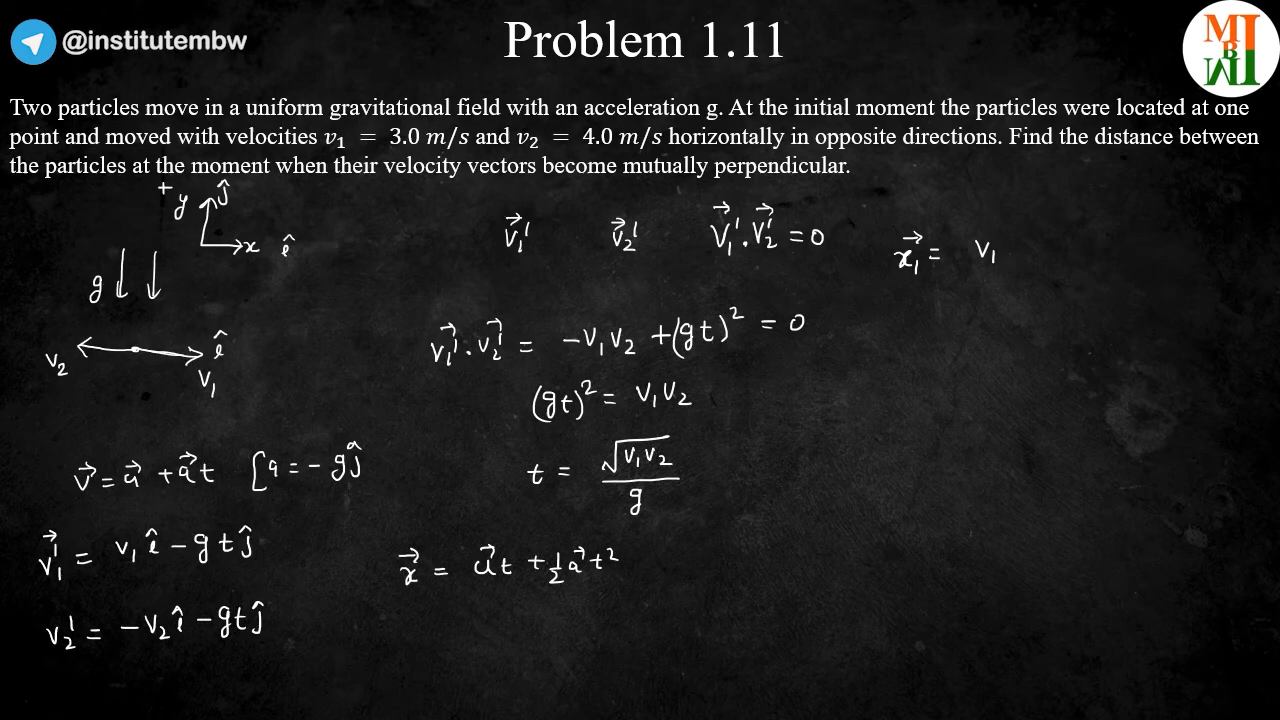 @institutembw
Problem 1.11
MBI
Two particles move in a uniform gravitational field with an acceleration g. At the initial moment the particles were located at one
point and moved with velocities v₁ = 3.0 m/s and v₂ = 4.0 m/s horizontally in opposite directions. Find the distance between
the particles at the moment when their velocity vectors become mutually perpendicular.
+y ĵ
x î
g
v₂ î
v₁
v⃗ = u⃗ + a⃗t [a = -gĵ
v⃗₁' = v₁î - gtĵ
v₂' = -v₂î - gtĵ
v⃗₁' v⃗₂' v⃗₁'.v⃗₂' = 0
v⃗₁'.v⃗₂' = -v₁v₂ + (gt)² = 0
(gt)² = v₁v₂
t = √v₁v₂ / g
x⃗ = u⃗t + ½a⃗t²
x⃗₁ = v₁